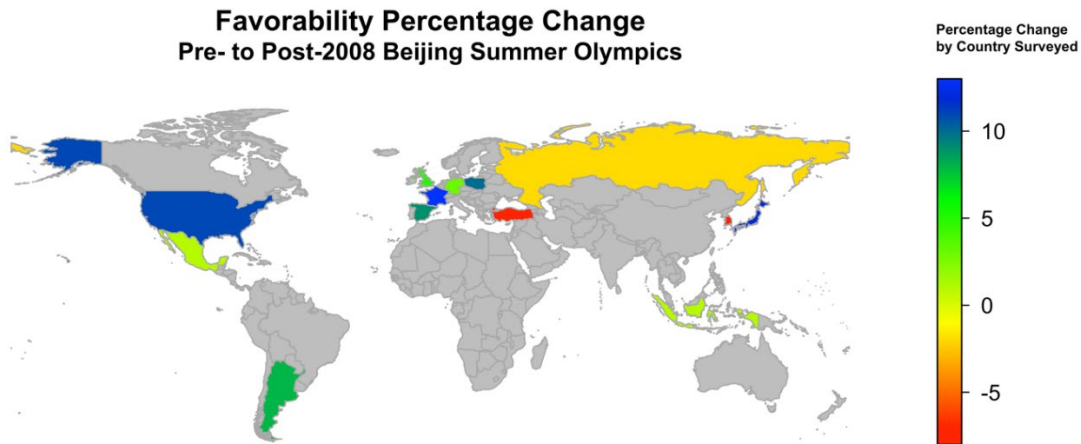 Favorability Percentage Change
Pre- to Post-2008 Beijing Summer Olympics
Percentage Change
by Country Surveyed
10
5
0
-5